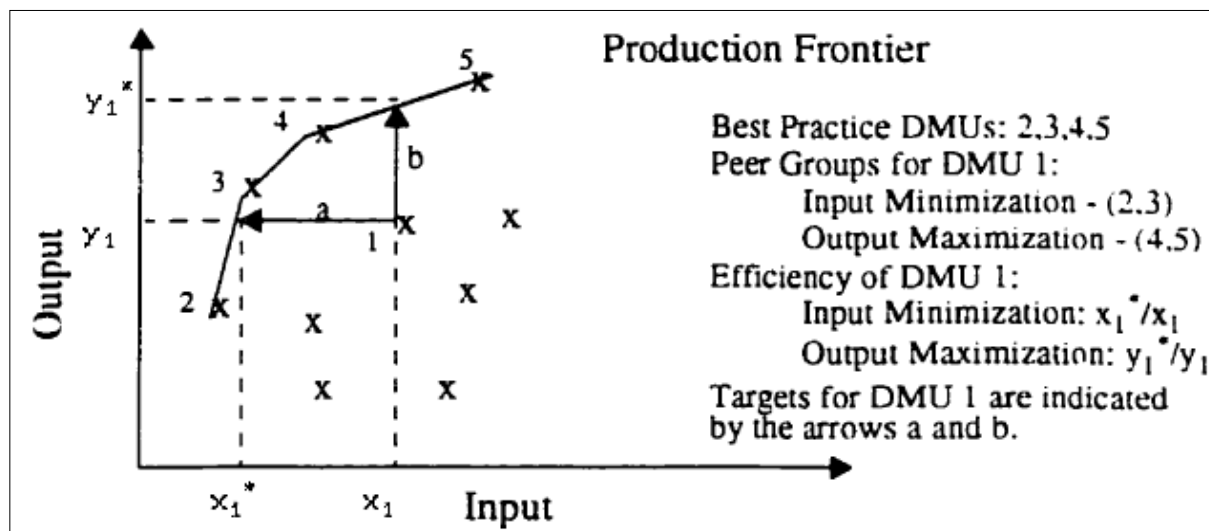 Production Frontier
Best Practice DMUs: 2,3,4,5
Peer Groups for DMU 1:
Input Minimization - (2,3)
Output Maximization - (4,5)
Efficiency of DMU 1:
Input Minimization: x₁*/x₁
Output Maximization: y₁*/y₁
Targets for DMU 1 are indicated
by the arrows a and b.
Output
y₁*
y₁
5
4
3
b
a
1
2
x
x
x
x
x
x
x
x
x
x
x
x₁*
x₁
Input